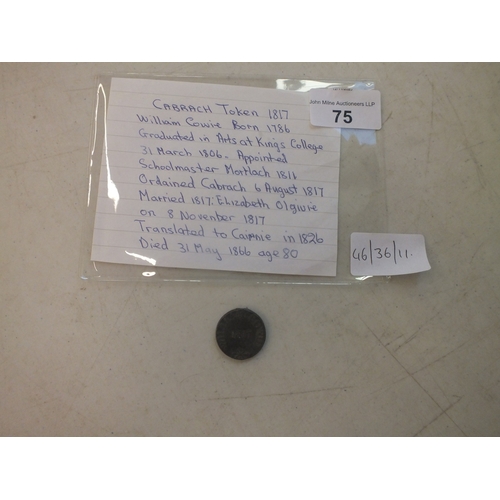 John Milne Auctioneers LLP
75
CABRACH TOKEN 1817
William Cowie Born 1786
Graduated in Arts at Kings College
31 March 1806. Appointed
Schoolmaster Mortlach 1811
Ordained Cabrach 6 August 1817
Married 1817: Elizabeth Olgivie
on 8 November 1817
Translated to Cairnie in 1826
Died 31 May 1866 age 80
46/36/11.